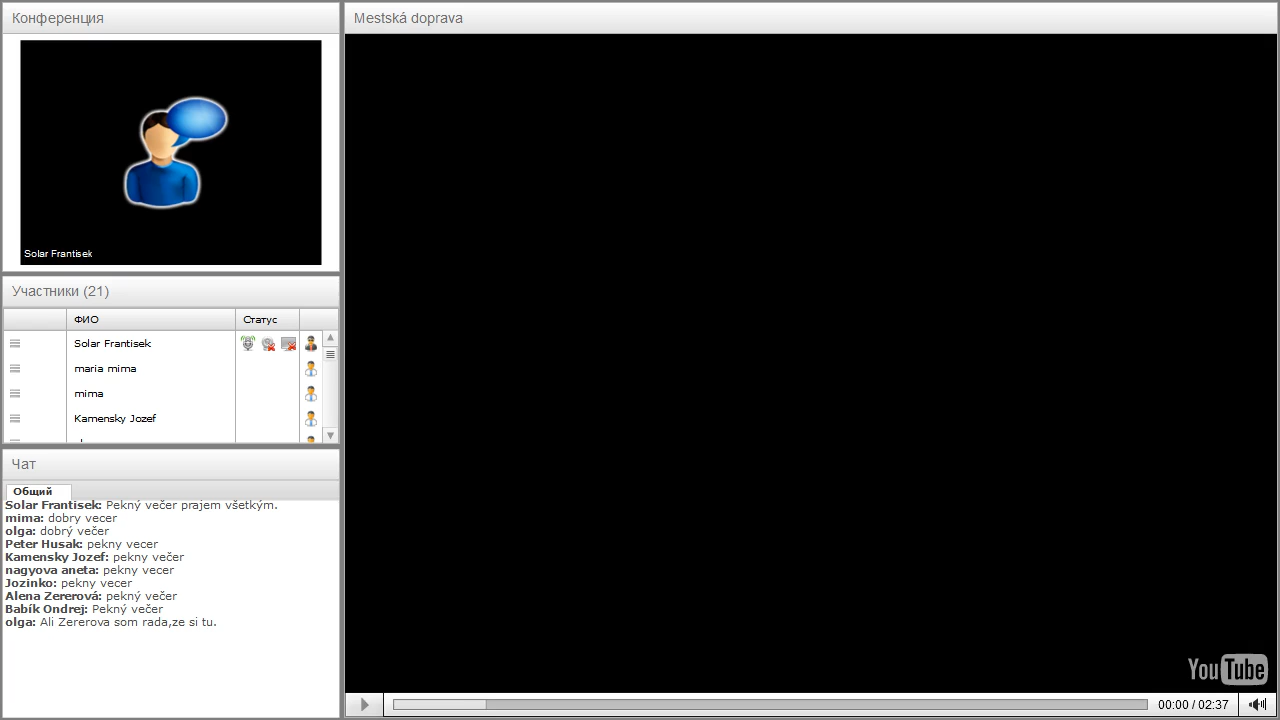 Конференция
Solar Frantisek
Участники (21)
ФИО Статус
Solar Frantisek
maria mima
mima
Kamensky Jozef
Чат
Общий
Solar Frantisek: Pekný večer prajem všetkým.
mima: dobry vecer
olga: dobrý večer
Peter Husak: pekny vecer
Kamensky Jozef: pekny večer
nagyova aneta: pekny vecer
Jozinko: pekny vecer
Alena Zererová: pekný večer
Babík Ondrej: Pekný večer
olga: Ali Zererova som rada,ze si tu.
Mestská doprava
YouTube
00:00 / 02:37